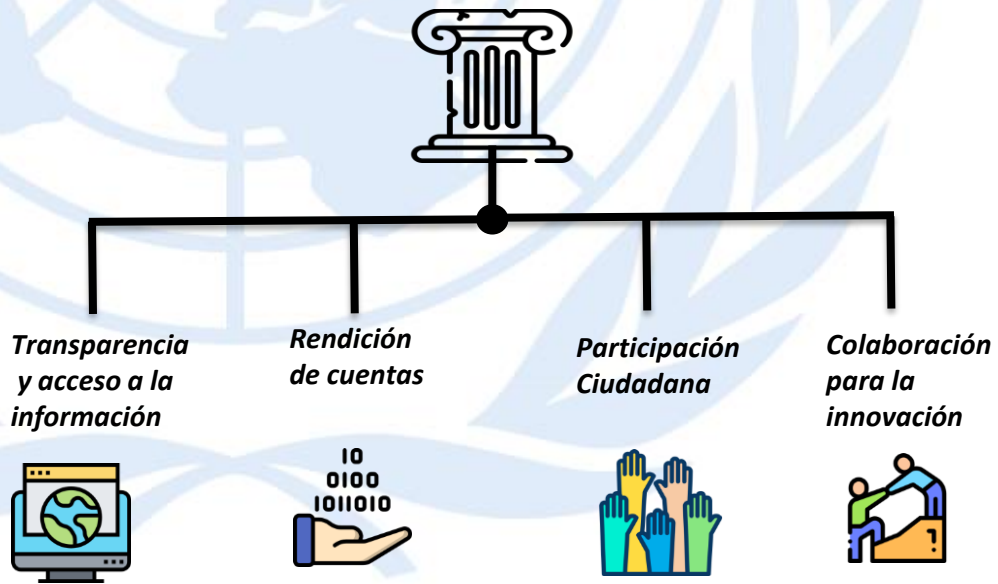 Transparencia
y acceso a la
información
Rendición
de cuentas
Participación
Ciudadana
Colaboración
para la
innovación
10
0100
1011010